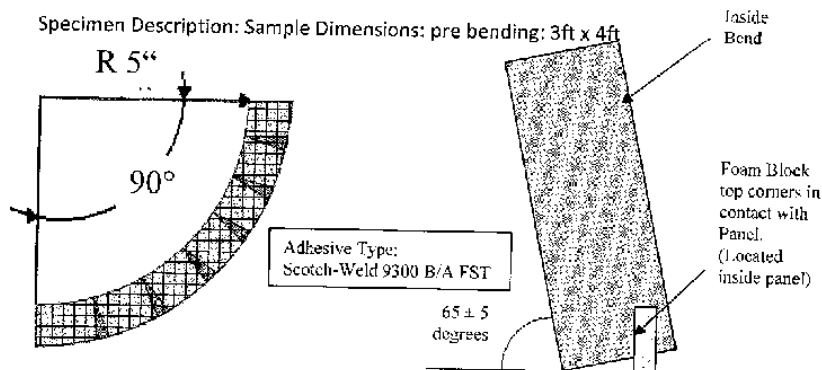 Specimen Description: Sample Dimensions: pre bending: 3ft x 4ft
R 5“
90°
Adhesive Type:
Scotch-Weld 9300 B/A FST
65 ± 5
degrees
Inside
Bend
Foam Block
top corners in
contact with
Panel.
(Located
inside panel)